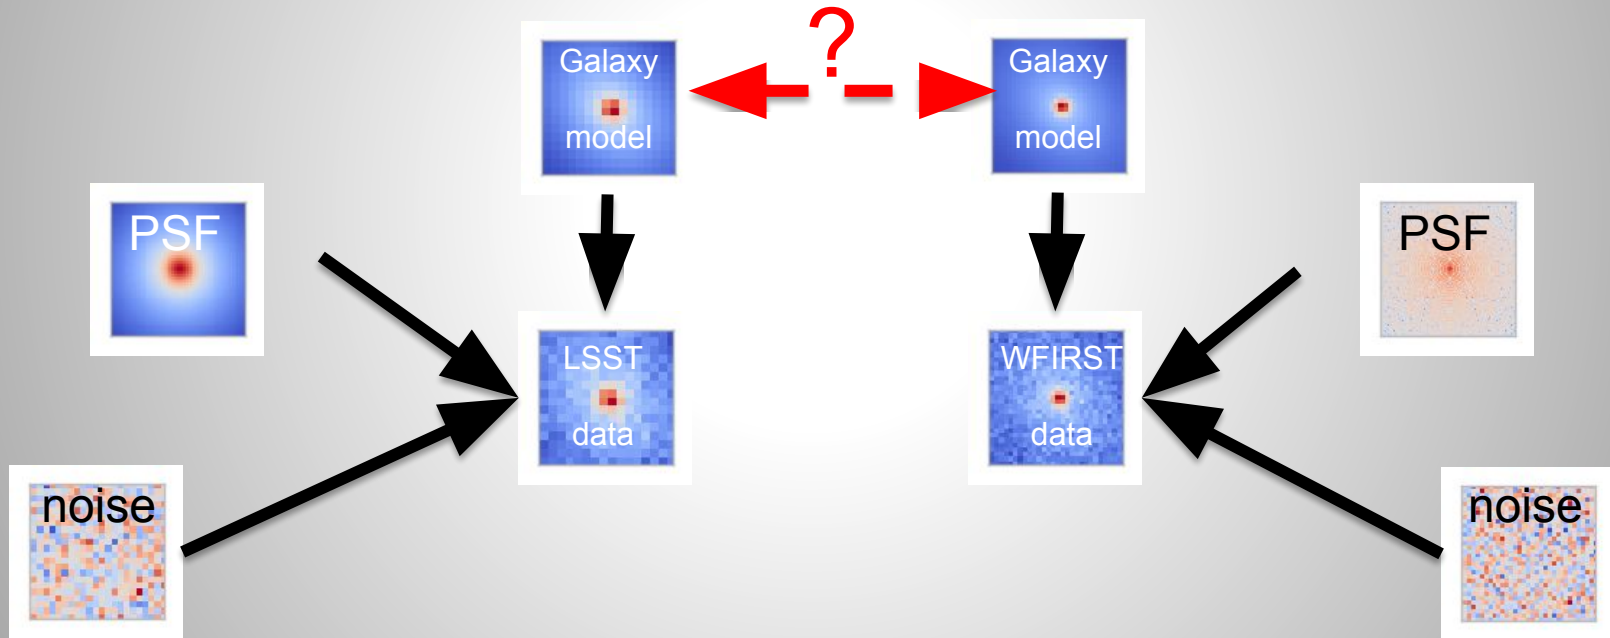 ?
Galaxy
model
Galaxy
model
PSF
PSF
LSST
data
WFIRST
data
noise
noise